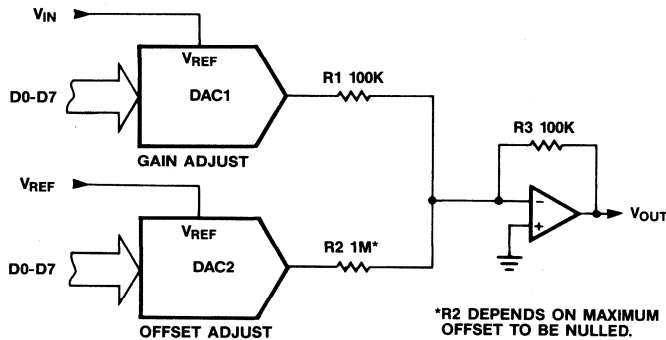 VIN
VREF
D0-D7
DAC1
R1 100K
GAIN ADJUST
R3 100K
VREF
VREF
D0-D7
DAC2
R2 1M*
OFFSET ADJUST
−
+
VOUT
*R2 DEPENDS ON MAXIMUM
OFFSET TO BE NULLED.